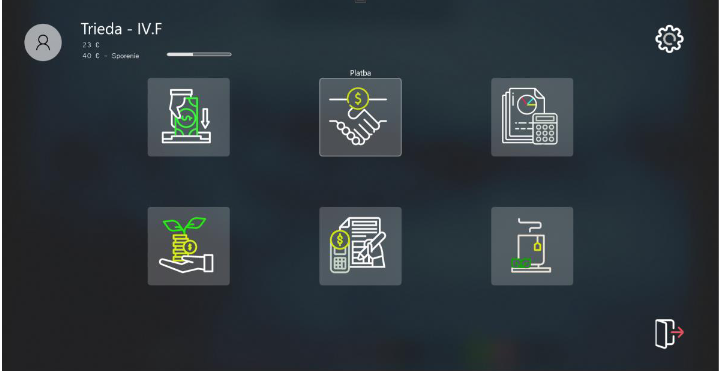 Trieda - IV.F
23 €
40 € - Sporenie
Platba